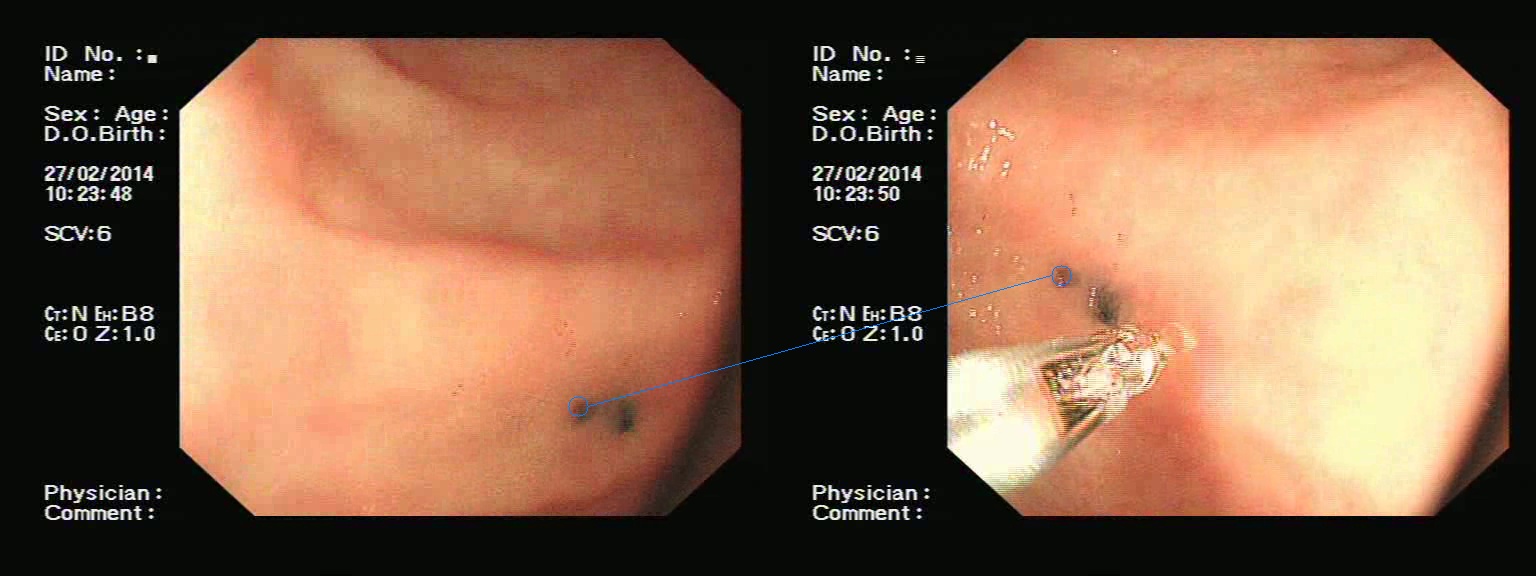 ID No. :
Name:
Sex: Age:
D.O.Birth:
27/02/2014
10:23:48
SCV:6
CT:N EH:B8
CE:0 Z:1.0
Physician:
Comment:
ID No. :
Name:
Sex: Age:
D.O.Birth:
27/02/2014
10:23:50
SCV:6
CT:N EH:B8
CE:0 Z:1.0
Physician:
Comment: